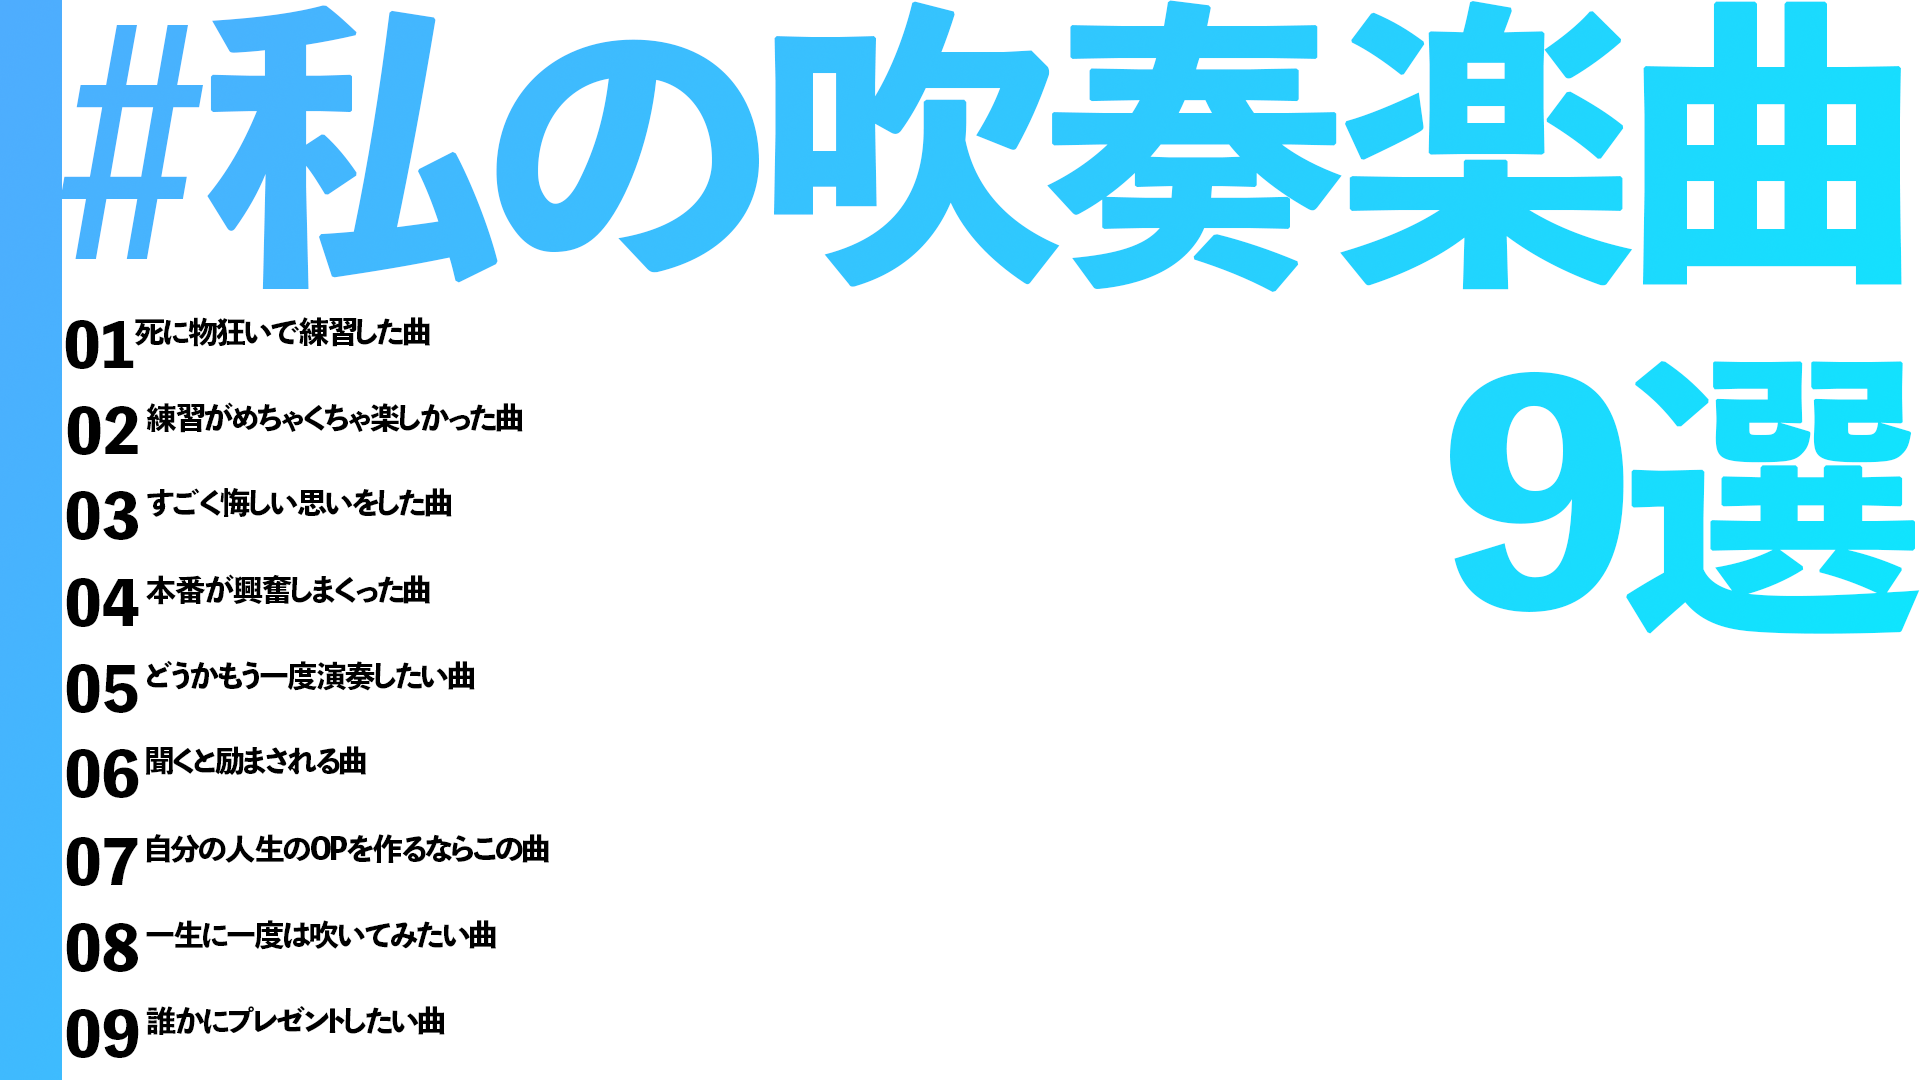 #私の吹奏楽曲
9選
01 死に物狂いで練習した曲
02 練習がめちゃくちゃ楽しかった曲
03 すごく悔しい思いをした曲
04 本番が興奮しまくった曲
05 どうかもう一度演奏したい曲
06 聞くと励まされる曲
07 自分の人生のOPを作るならこの曲
08 一生に一度は吹いてみたい曲
09 誰かにプレゼントしたい曲